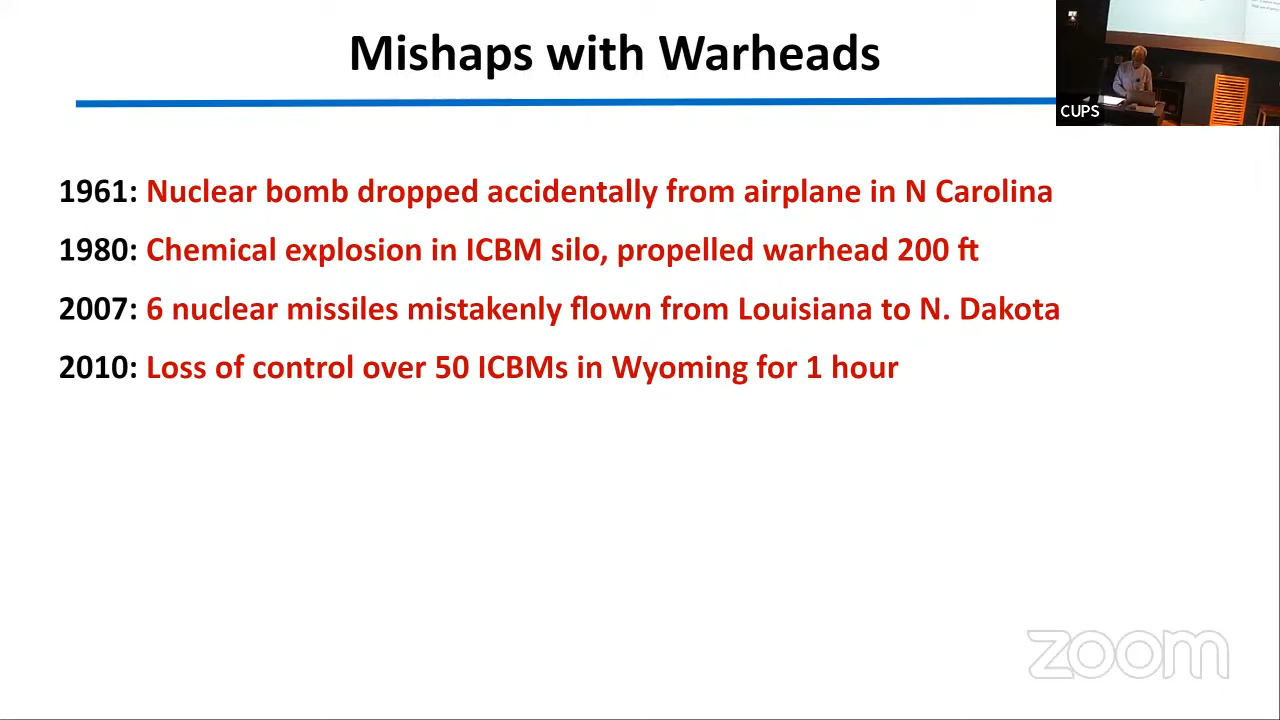 Mishaps with Warheads
CUPS
1961: Nuclear bomb dropped accidentally from airplane in N Carolina
1980: Chemical explosion in ICBM silo, propelled warhead 200 ft
2007: 6 nuclear missiles mistakenly flown from Louisiana to N. Dakota
2010: Loss of control over 50 ICBMs in Wyoming for 1 hour
zoom